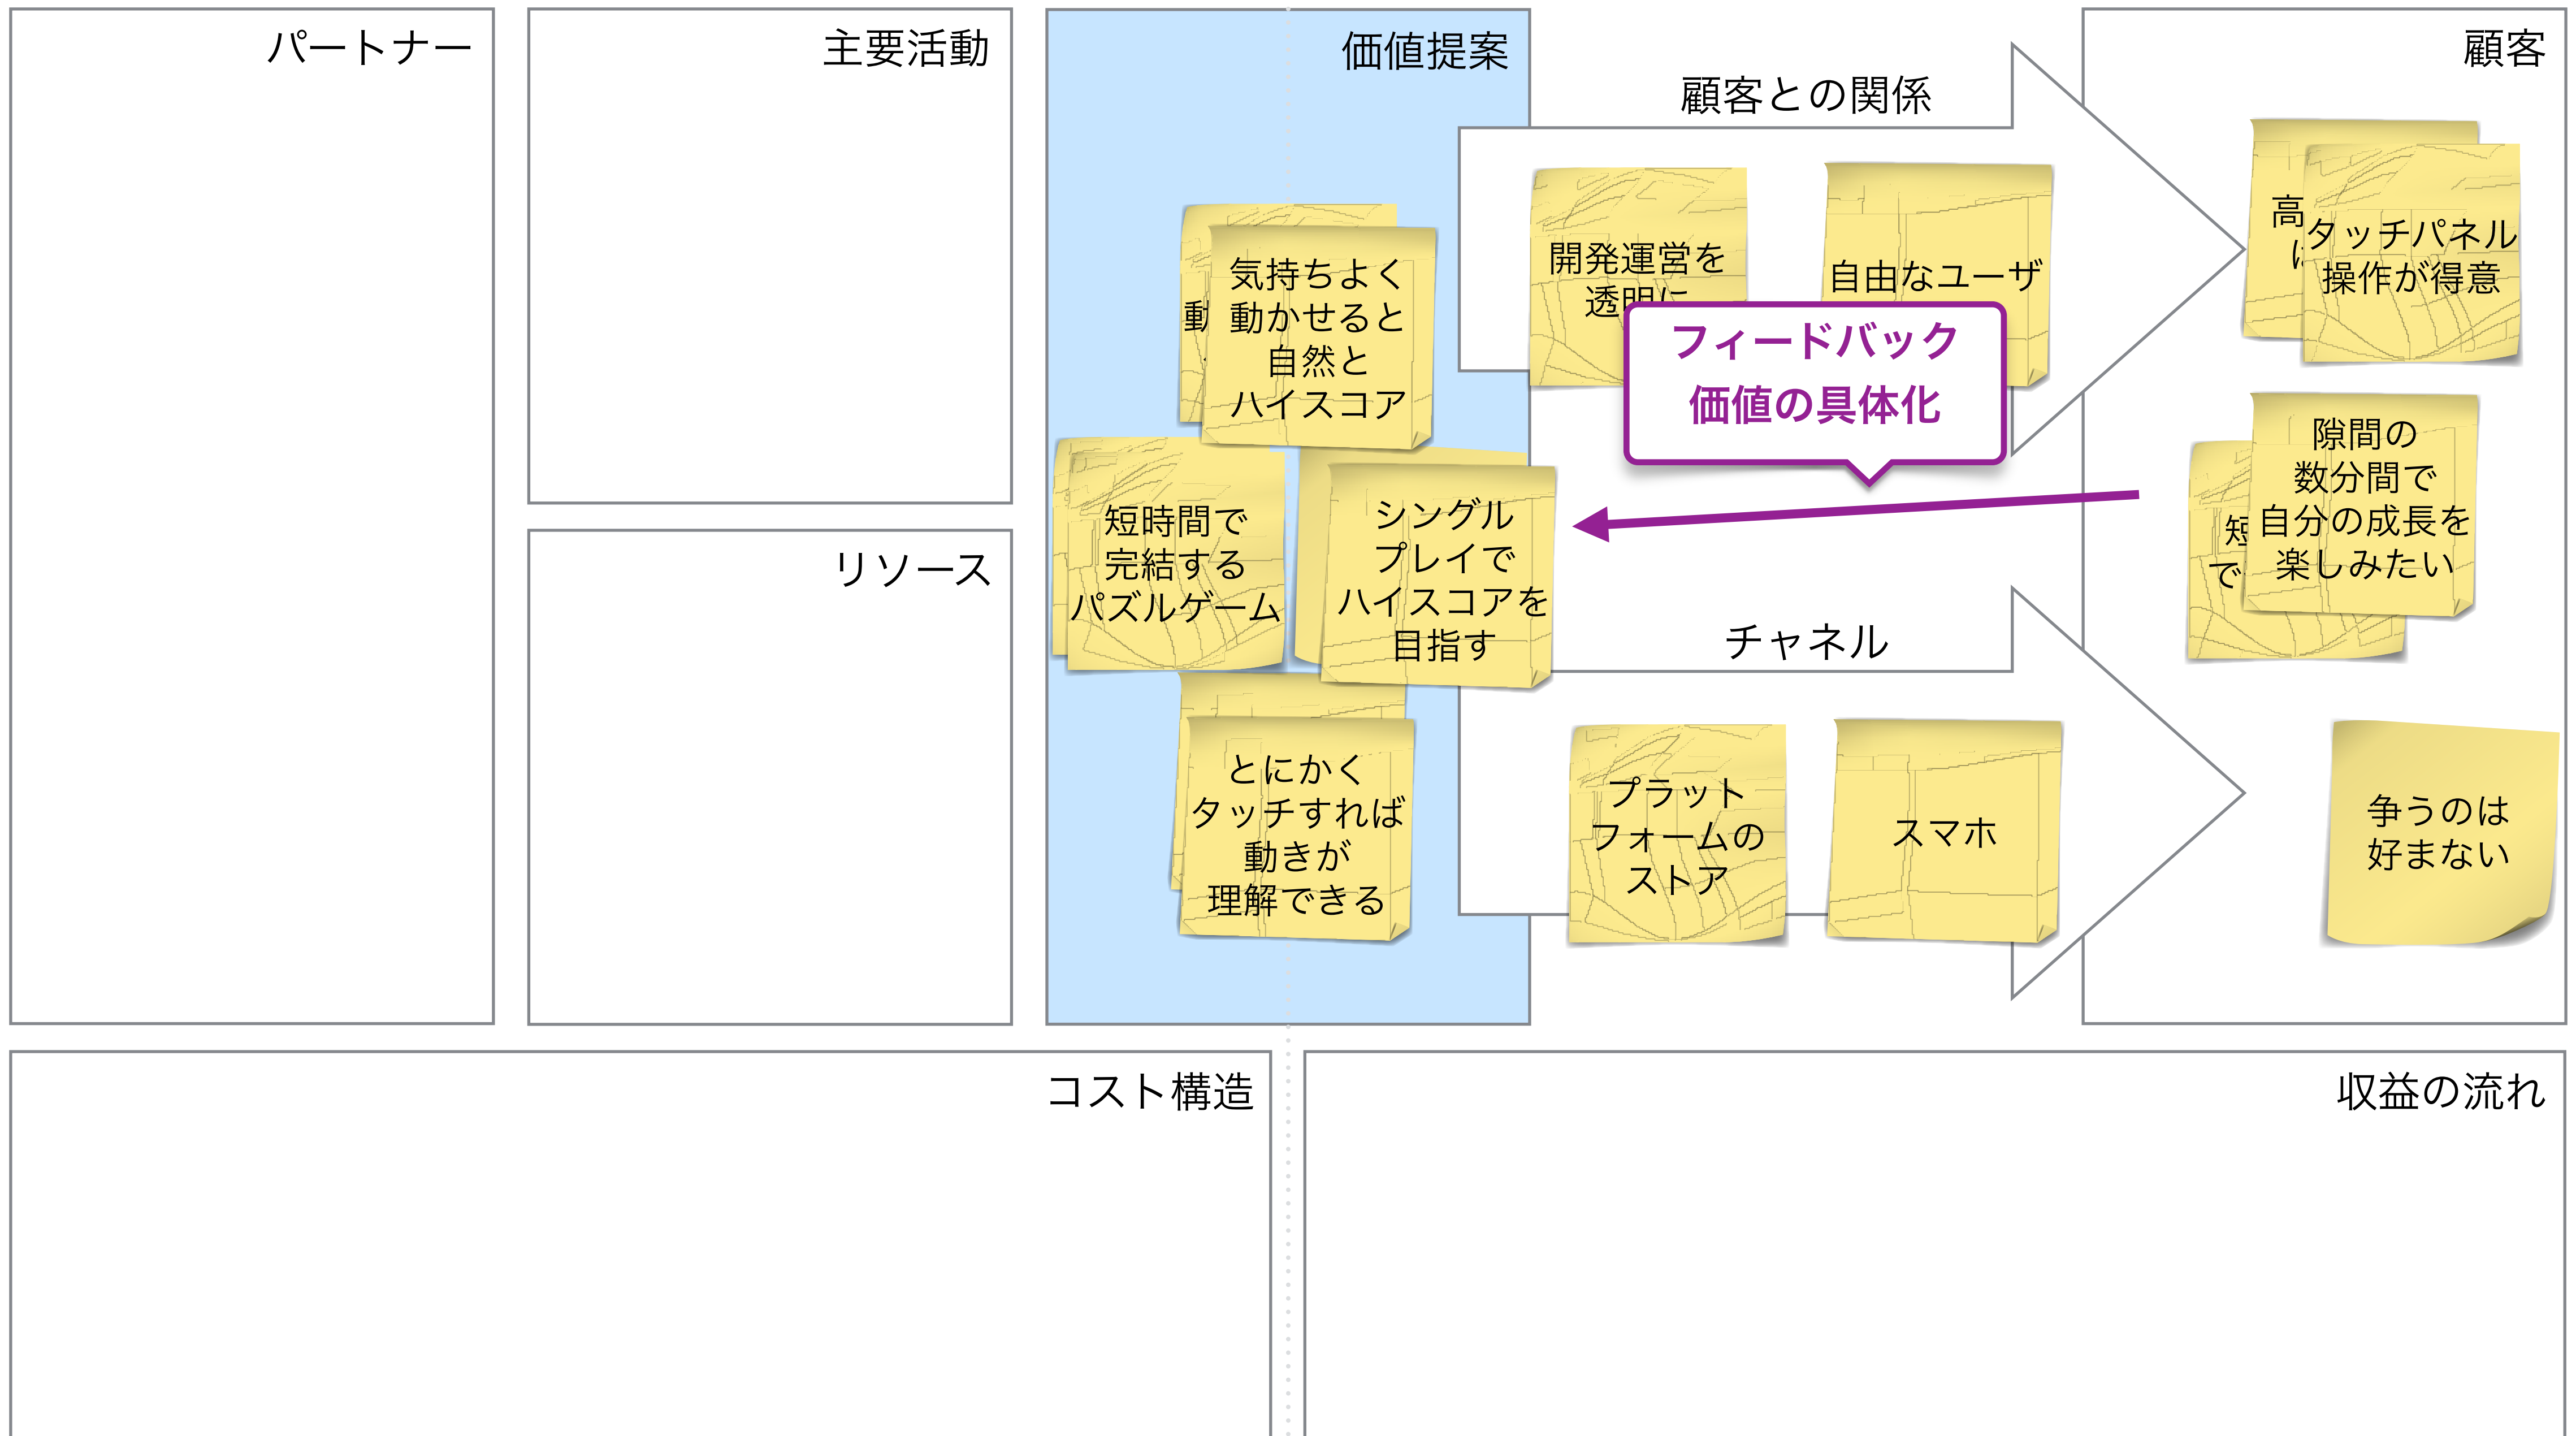 パートナー
主要活動
リソース
価値提案
動
気持ちよく
動かせると
自然と
ハイスコア
短時間で
完結する
パズルゲーム
シングル
プレイで
ハイスコアを
目指す
とにかく
タッチすれば
動きが
理解できる
顧客との関係
開発運営を
透明に
自由なユーザ
フィードバック
価値の具体化
チャネル
プラット
フォームの
ストア
スマホ
顧客
高
タッチパネル
操作が得意
短
で
隙間の
数分間で
自分の成長を
楽しみたい
争うのは
好まない
コスト構造
収益の流れ